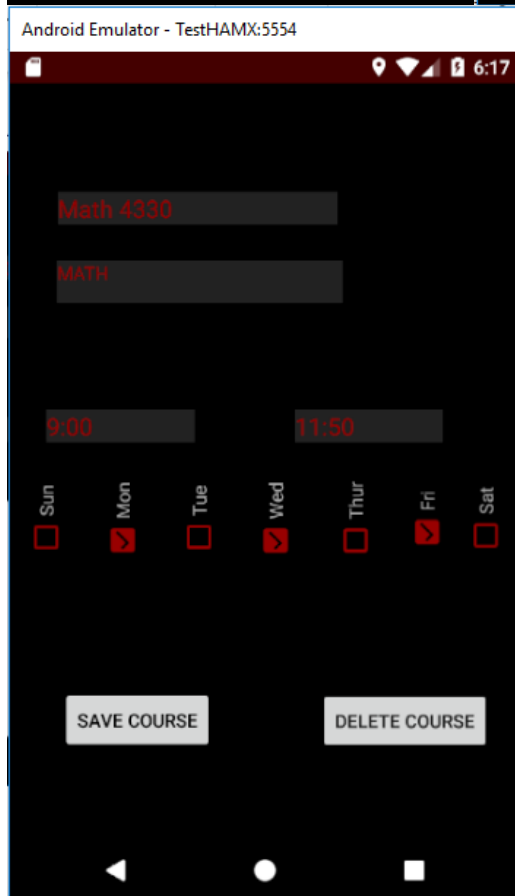 Android Emulator - TestHAMX:5554
6:17
Math 4330
MATH
9:00 11:50
Sun Mon Tue Wed Thur Fri Sat
SAVE COURSE DELETE COURSE